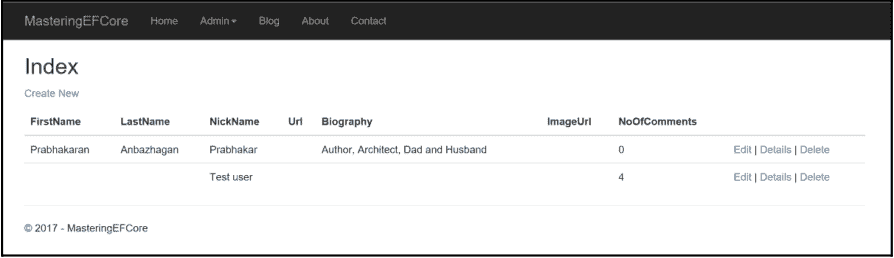 MasteringEFCore Home Admin Blog About Contact
Index
Create New
FirstName LastName NickName Url Biography ImageUrl NoOfComments
Prabhakaran Anbazhagan Prabhakar Author, Architect, Dad and Husband 0 Edit | Details | Delete
Test user 4 Edit | Details | Delete
© 2017 - MasteringEFCore